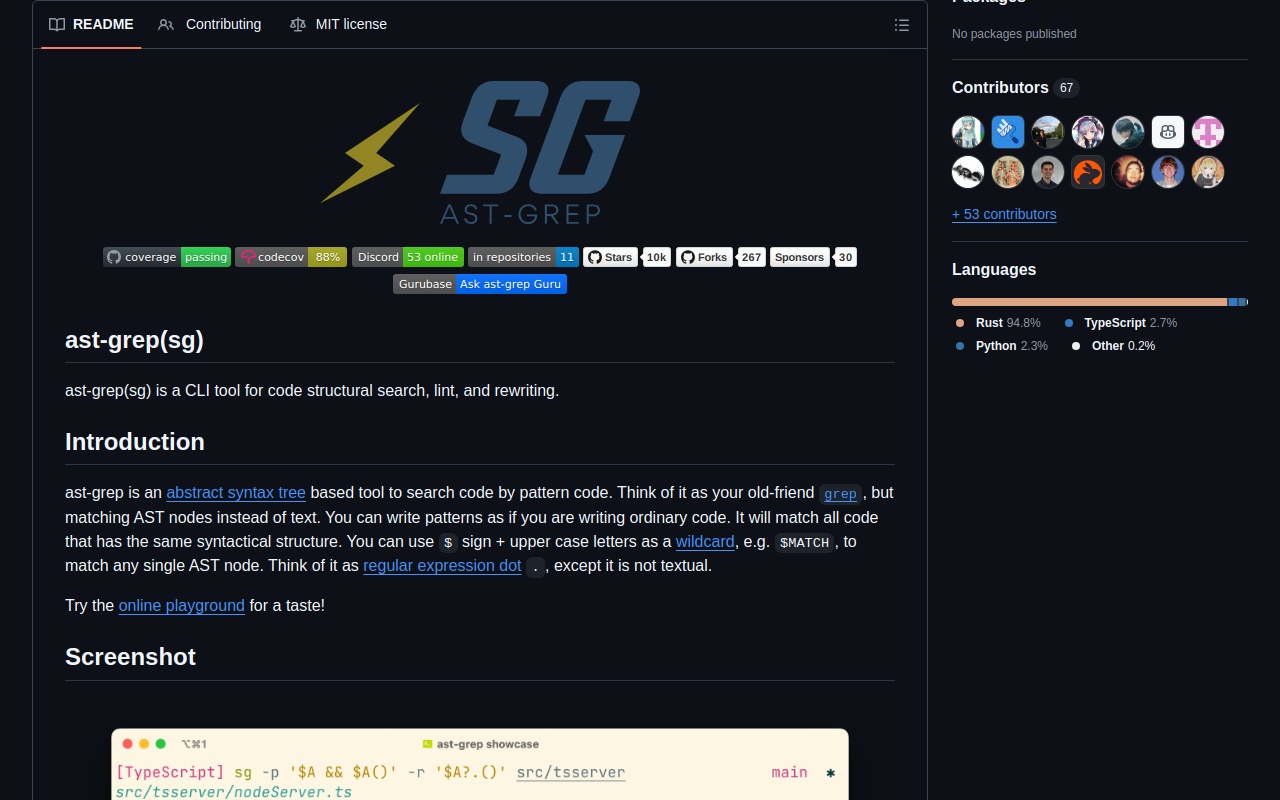 README
Contributing
MIT license
SG
AST-GREP
coverage passing
codecov 88%
Discord 53 online
in repositories 11
Stars 10k
Forks 267
Sponsors 30
Gurubase Ask ast-grep Guru
ast-grep(sg)
ast-grep(sg) is a CLI tool for code structural search, lint, and rewriting.
Introduction
ast-grep is an abstract syntax tree based tool to search code by pattern code. Think of it as your old-friend grep, but
matching AST nodes instead of text. You can write patterns as if you are writing ordinary code. It will match all code
that has the same syntactical structure. You can use $ sign + upper case letters as a wildcard, e.g. $MATCH, to
match any single AST node. Think of it as regular expression dot ., except it is not textual.
Try the online playground for a taste!
Screenshot
⌥⌘1
ast-grep showcase
[TypeScript] sg -p '$A && $A()' -r '$A?.()' src/tsserver main ✱
src/tsserver/nodeServer.ts
Packages
No packages published
Contributors 67
+ 53 contributors
Languages
Rust 94.8% TypeScript 2.7%
Python 2.3% Other 0.2%